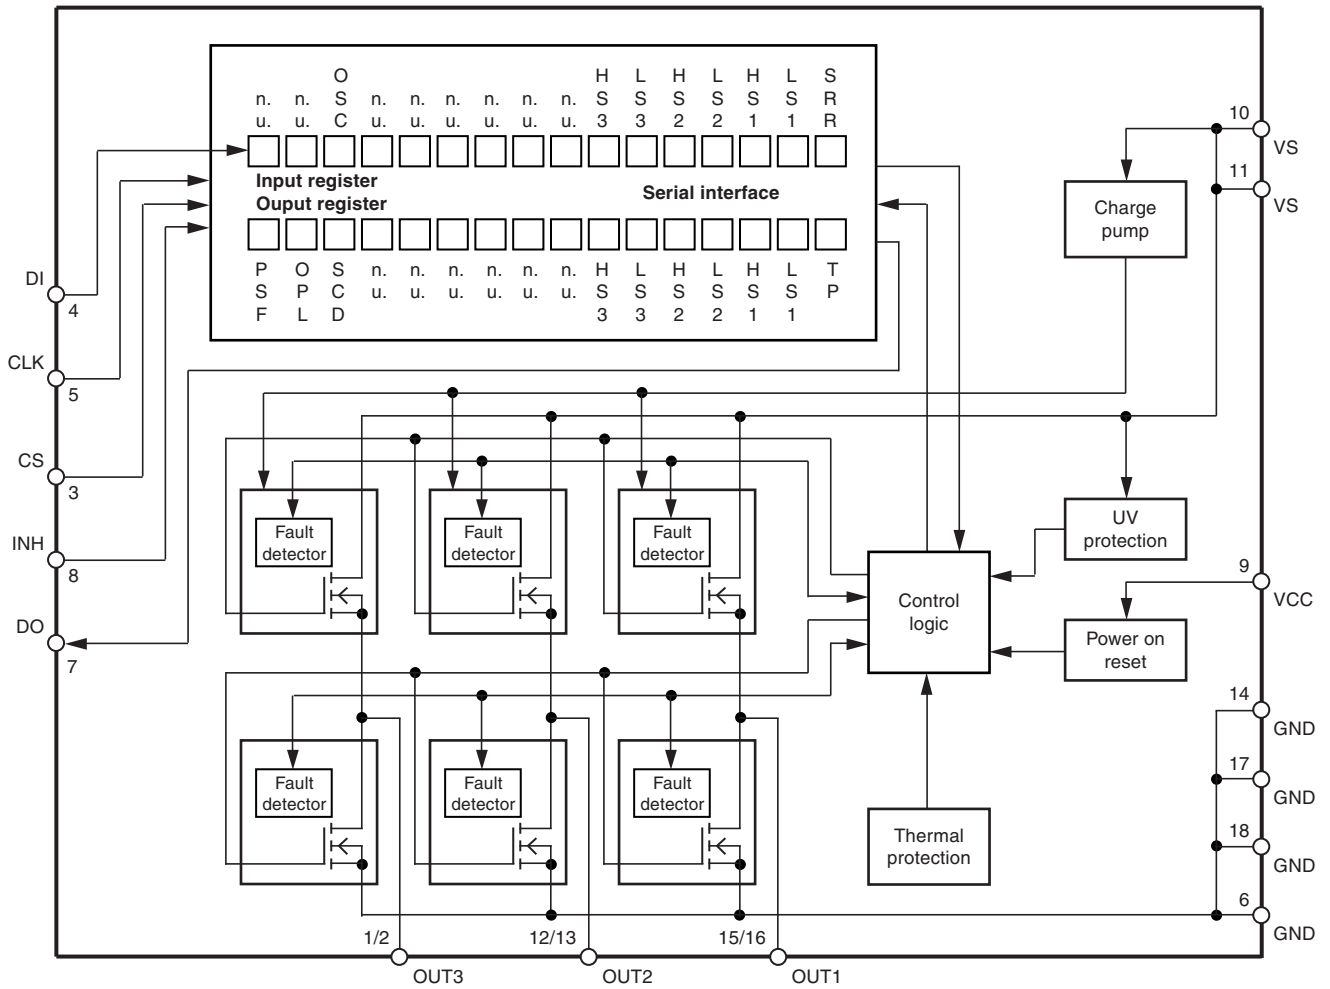 O
H L H L H L S
n. n. S n. n. n. n. n. n. S S S S S S R
u. u. C u. u. u. u. u. u. 3 3 2 2 1 1 R
Input register
Ouput register
Serial interface
P O S n. n. n. n. n. n. H L H L H L T
S P C u. u. u. u. u. u. S S S S S S P
F L D 3 3 2 2 1 1
10
VS
11
VS
Charge
pump
DI
4
CLK
5
CS
3
INH
8
DO
7
Fault
detector
Fault
detector
Fault
detector
UV
protection
9
VCC
Control
logic
Power on
reset
14
GND
17
GND
18
GND
6
GND
Fault
detector
Fault
detector
Fault
detector
Thermal
protection
1/2
OUT3
12/13
OUT2
15/16
OUT1